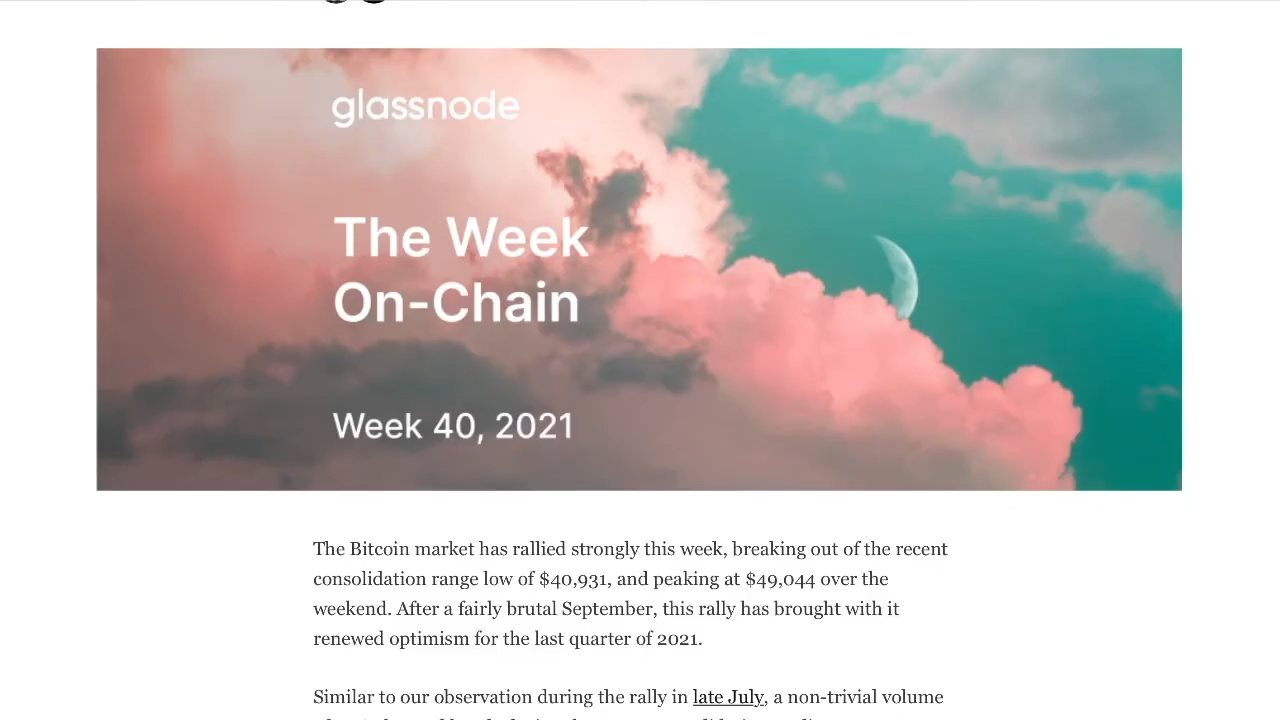 glassnode
The Week
On-Chain
Week 40, 2021
The Bitcoin market has rallied strongly this week, breaking out of the recent
consolidation range low of $40,931, and peaking at $49,044 over the
weekend. After a fairly brutal September, this rally has brought with it
renewed optimism for the last quarter of 2021.
Similar to our observation during the rally in late July, a non-trivial volume